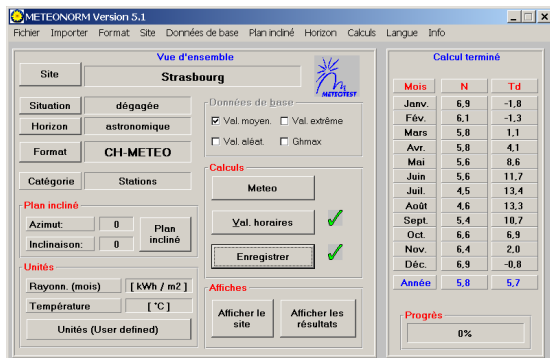 METEONORM Version 5.1
Fichier Importer Format Site Données de base Plan incliné Horizon Calculs Langue Info
Vue d'ensemble
Site Strasbourg
METEOTEST
Situation dégagée
Horizon astronomique
Format CH-METEO
Catégorie Stations
Données de base
Val. moyen. Val. extrême
Val. aléat. Ghmax
Plan incliné
Azimut: 0
Inclinaison: 0
Plan incliné
Calculs
Meteo
Val. horaires
Enregistrer
Unités
Rayonn. (mois) [ kWh / m2 ]
Température [ °C ]
Unités (User defined)
Affiches
Afficher le site
Afficher les résultats
Calcul terminé
Mois N Td
Janv. 6,9 -1,8
Fév. 6,1 -1,3
Mars 5,8 1,1
Avr. 5,8 4,1
Mai 5,6 8,6
Juin 5,6 11,7
Juil. 4,5 13,4
Août 4,6 13,3
Sept. 5,4 10,7
Oct. 6,6 6,9
Nov. 6,4 2,0
Déc. 6,9 -0,8
Année 5,8 5,7
Progrés
0%